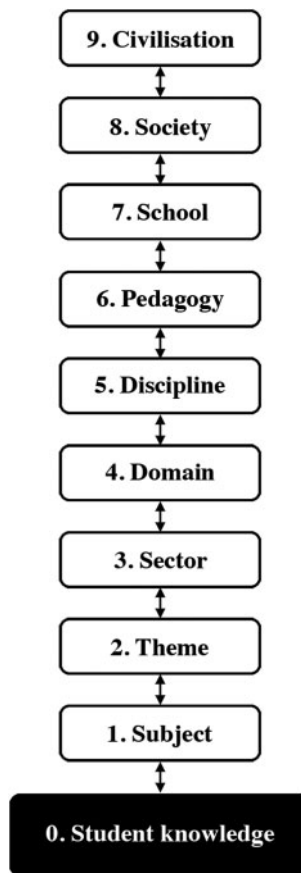 9. Civilisation
8. Society
7. School
6. Pedagogy
5. Discipline
4. Domain
3. Sector
2. Theme
1. Subject
0. Student knowledge